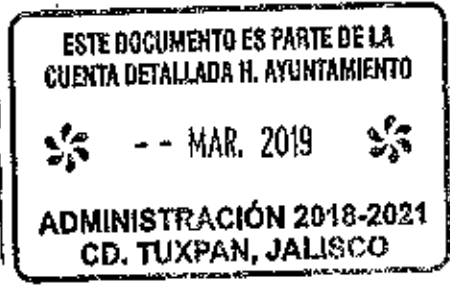 ESTE DOCUMENTO ES PARTE DE LA
CUENTA DETALLADA H. AYUNTAMIENTO
-- MAR. 2019
ADMINISTRACIÓN 2018-2021
CD. TUXPAN, JALISCO